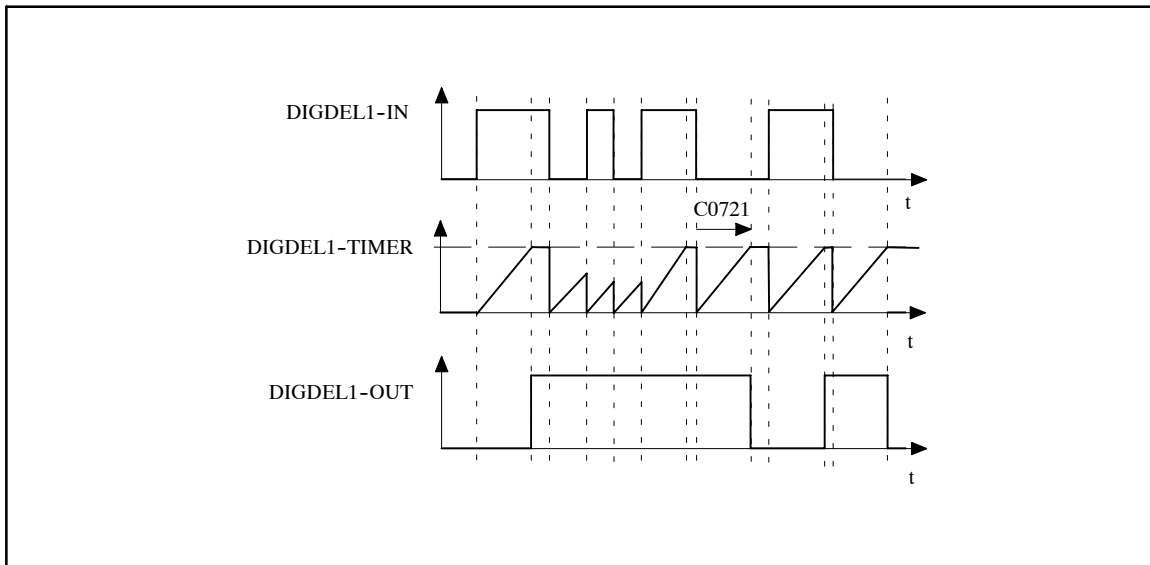 DIGDEL1-IN
t
C0721
DIGDEL1-TIMER
t
DIGDEL1-OUT
t